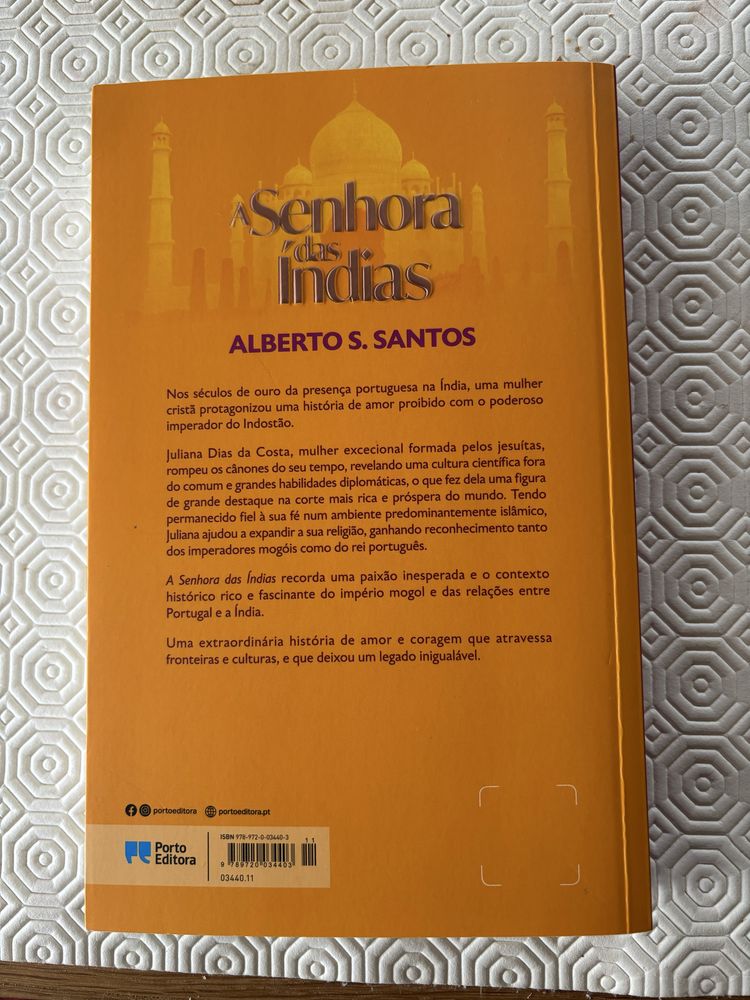 A Senhora
das
Índias
ALBERTO S. SANTOS
Nos séculos de ouro da presença portuguesa na Índia, uma mulher
cristã protagonizou uma história de amor proibido com o poderoso
imperador do Indostão.
Juliana Dias da Costa, mulher excecional formada pelos jesuítas,
rompeu os cânones do seu tempo, revelando uma cultura científica fora
do comum e grandes habilidades diplomáticas, o que fez dela uma figura
de grande destaque na corte mais rica e próspera do mundo. Tendo
permanecido fiel à sua fé num ambiente predominantemente islâmico,
Juliana ajudou a expandir a sua religião, ganhando reconhecimento tanto
dos imperadores mogóis como do rei português.
A Senhora das Índias recorda uma paixão inesperada e o contexto
histórico rico e fascinante do império mogol e das relações entre
Portugal e a Índia.
Uma extraordinária história de amor e coragem que atravessa
fronteiras e culturas, e que deixou um legado inigualável.
portoeditora portoeditora.pt
Porto
Editora
ISBN 978-972-0-03440-3
11
9 789720 034403
03440.11